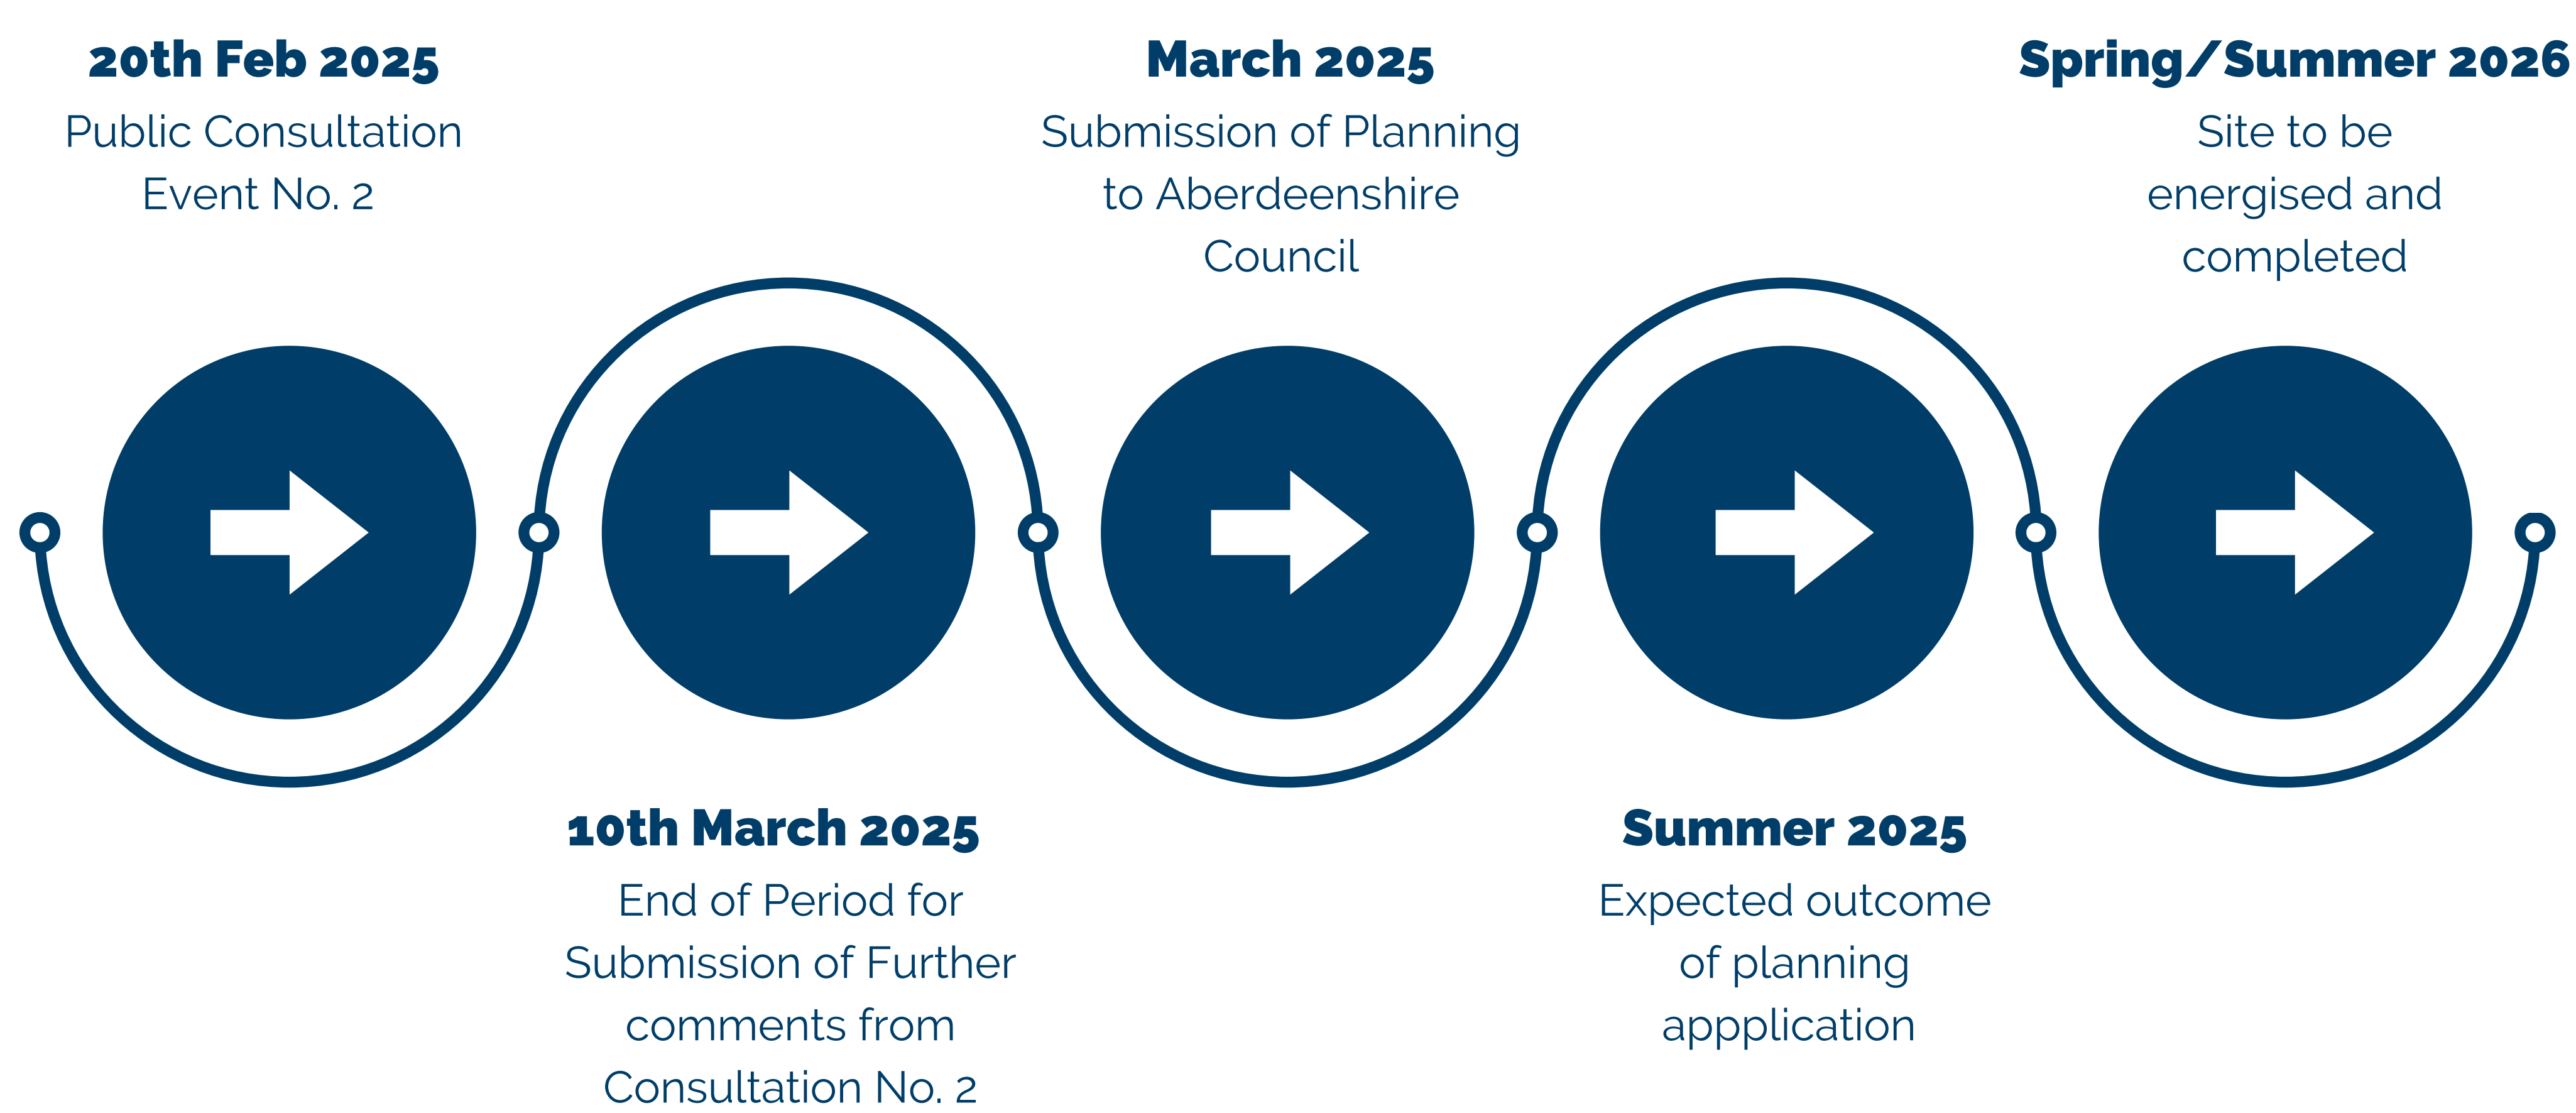 20th Feb 2025
Public Consultation
Event No. 2
10th March 2025
End of Period for
Submission of Further
comments from
Consultation No. 2
March 2025
Submission of Planning
to Aberdeenshire
Council
Summer 2025
Expected outcome
of planning
appplication
Spring/Summer 2026
Site to be
energised and
completed